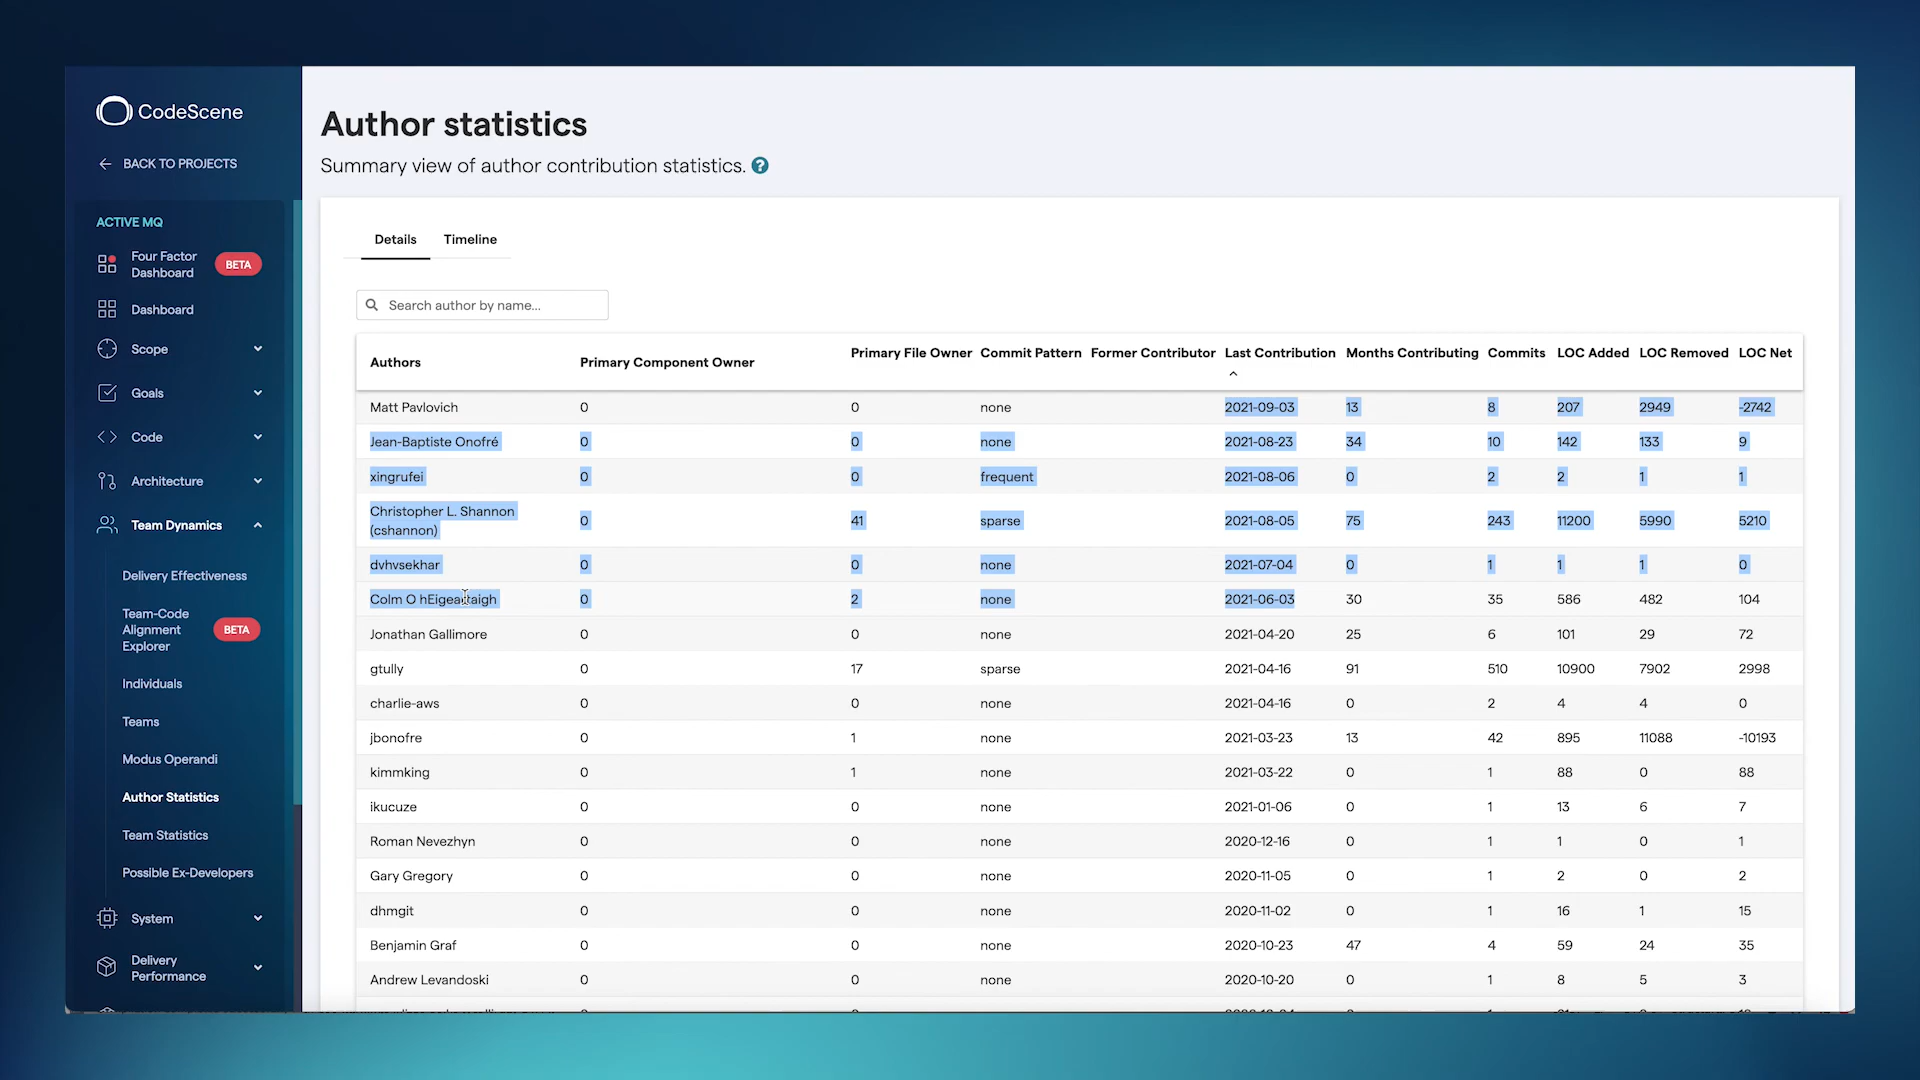 CodeScene
BACK TO PROJECTS
ACTIVE MQ
Four Factor
Dashboard
BETA
Dashboard
Scope
Goals
Code
Architecture
Team Dynamics
Delivery Effectiveness
Team-Code
Alignment
Explorer
BETA
Individuals
Teams
Modus Operandi
Author Statistics
Team Statistics
Possible Ex-Developers
System
Delivery
Performance
Author statistics
Summary view of author contribution statistics. ?
Details Timeline
Search author by name...
Authors Primary Component Owner Primary File Owner Commit Pattern Former Contributor Last Contribution Months Contributing Commits LOC Added LOC Removed LOC Net
Matt Pavlovich 0 0 none 2021-09-03 13 8 207 2949 -2742
Jean-Baptiste Onofré 0 0 none 2021-08-23 34 10 142 133 9
xingrufei 0 0 frequent 2021-08-06 0 2 2 1 1
Christopher L. Shannon
(cshannon) 0 41 sparse 2021-08-05 75 243 11200 5990 5210
dvhvsekhar 0 0 none 2021-07-04 0 1 1 1 0
Colm O hEigeartaigh 0 2 none 2021-06-03 30 35 586 482 104
Jonathan Gallimore 0 0 none 2021-04-20 25 6 101 29 72
gtully 0 17 sparse 2021-04-16 91 510 10900 7902 2998
charlie-aws 0 0 none 2021-04-16 0 2 4 4 0
jbonofre 0 1 none 2021-03-23 13 42 895 11088 -10193
kimmking 0 1 none 2021-03-22 0 1 88 0 88
ikucuze 0 0 none 2021-01-06 0 1 13 6 7
Roman Nevezhyn 0 0 none 2020-12-16 0 1 1 0 1
Gary Gregory 0 0 none 2020-11-05 0 1 2 0 2
dhmgit 0 0 none 2020-11-02 0 1 16 1 15
Benjamin Graf 0 0 none 2020-10-23 47 4 59 24 35
Andrew Levandoski 0 0 none 2020-10-20 0 1 8 5 3